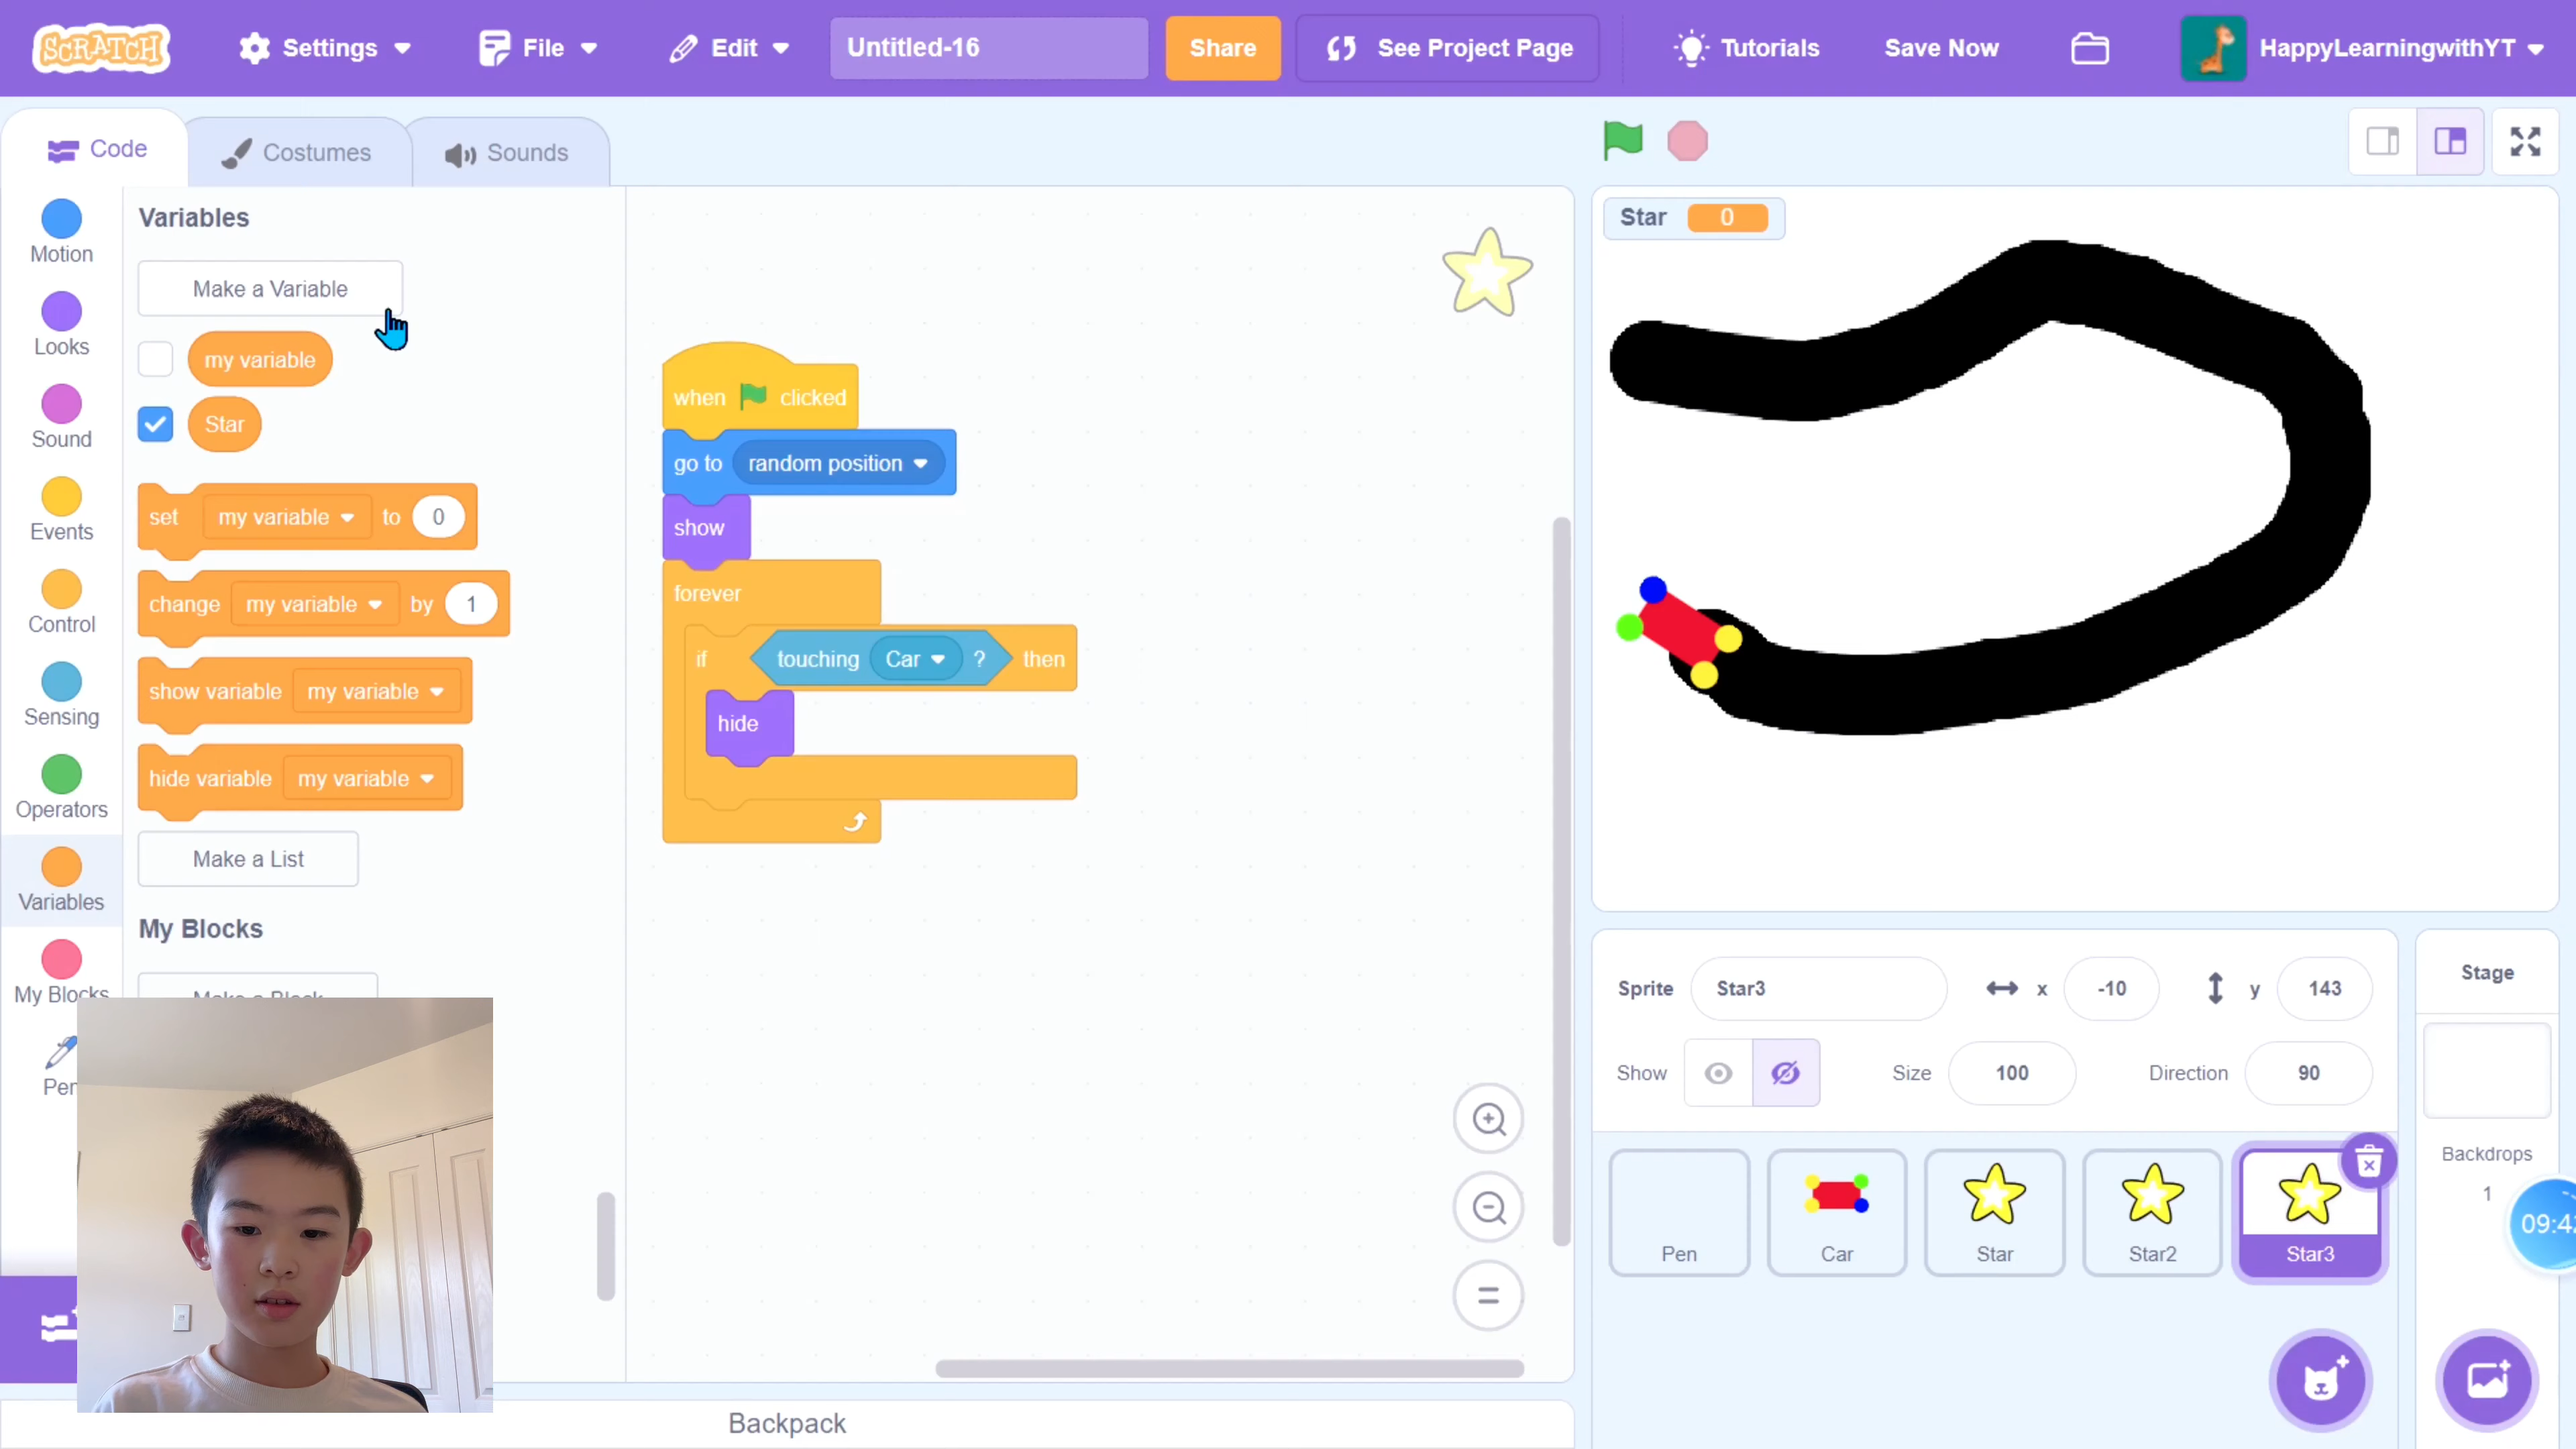 SCRATCH
Settings
File
Edit
Untitled-16
Share
See Project Page
Tutorials
Save Now
HappyLearningwithYT
Code
Costumes
Sounds
Motion
Looks
Sound
Events
Control
Sensing
Operators
Variables
My Blocks
Variables
Make a Variable
my variable
Star
set my variable to 0
change my variable by 1
show variable my variable
hide variable my variable
Make a List
My Blocks
Make a Block
when clicked
go to random position
show
forever
if touching Car ? then
hide
Star 0
Sprite Star3 x -10 y 143
Show Size 100 Direction 90
Pen
Car
Star
Star2
Star3
Stage
Backdrops
1
Backpack